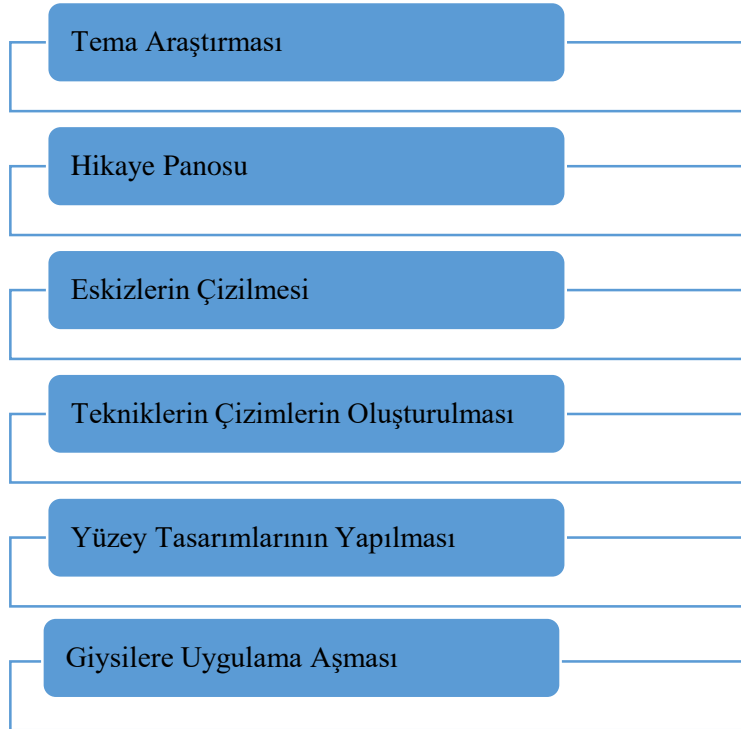 Tema Araştırması
Hikaye Panosu
Eskizlerin Çizilmesi
Tekniklerin Çizimlerin Oluşturulması
Yüzey Tasarımlarının Yapılması
Giysilere Uygulama Aşması